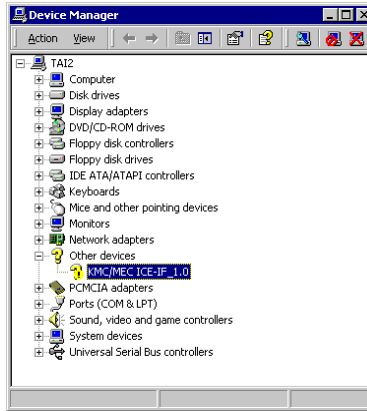 Device Manager
Action View
TAI2
Computer
Disk drives
Display adapters
DVD/CD-ROM drives
Floppy disk controllers
Floppy disk drives
IDE ATA/ATAPI controllers
Keyboards
Mice and other pointing devices
Monitors
Network adapters
Other devices
KMC/MEC ICE-IF_1.0
PCMCIA adapters
Ports (COM & LPT)
Sound, video and game controllers
System devices
Universal Serial Bus controllers